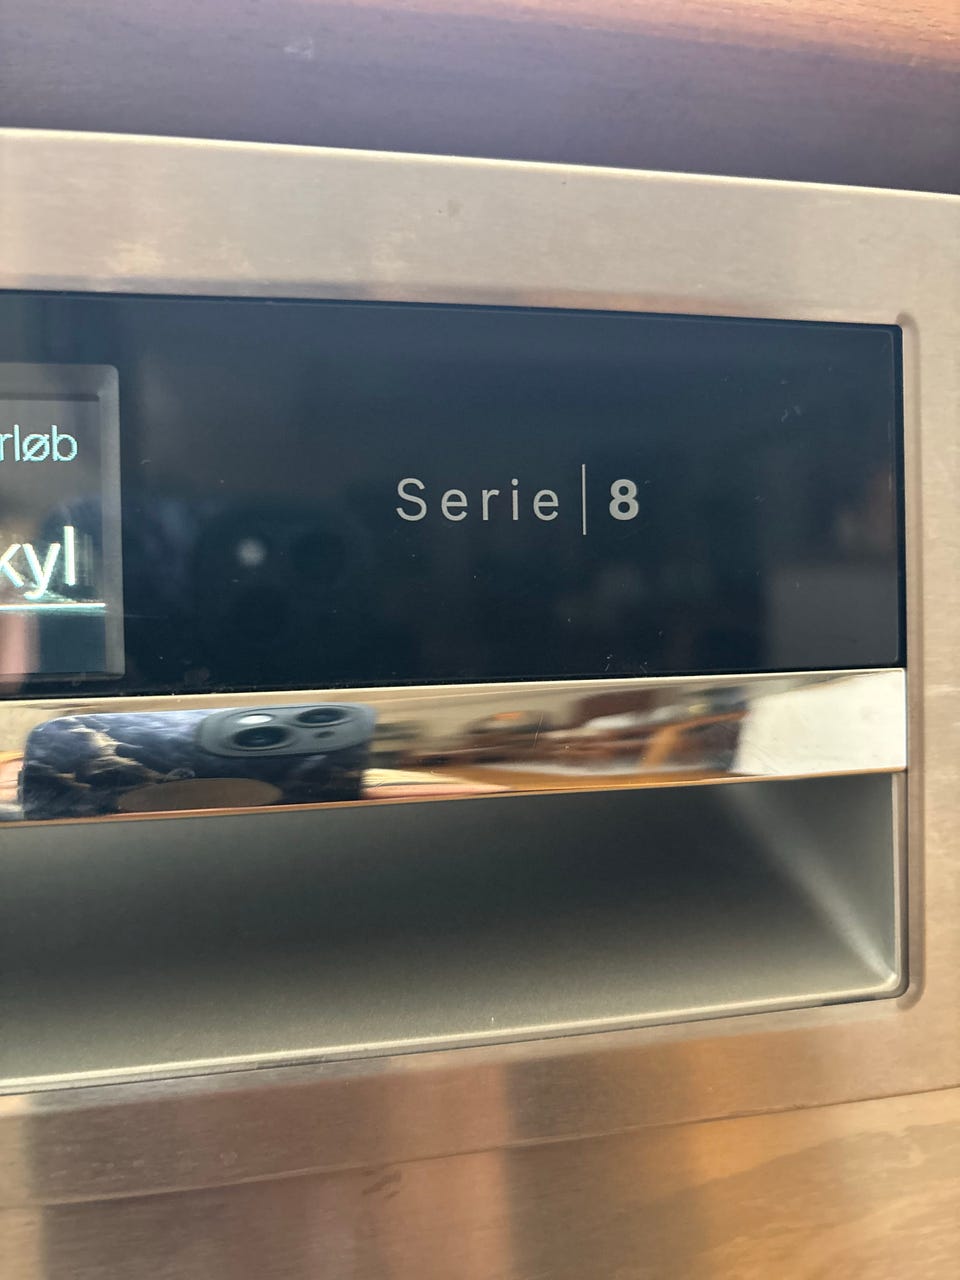 rløb
kyl
Serie | 8